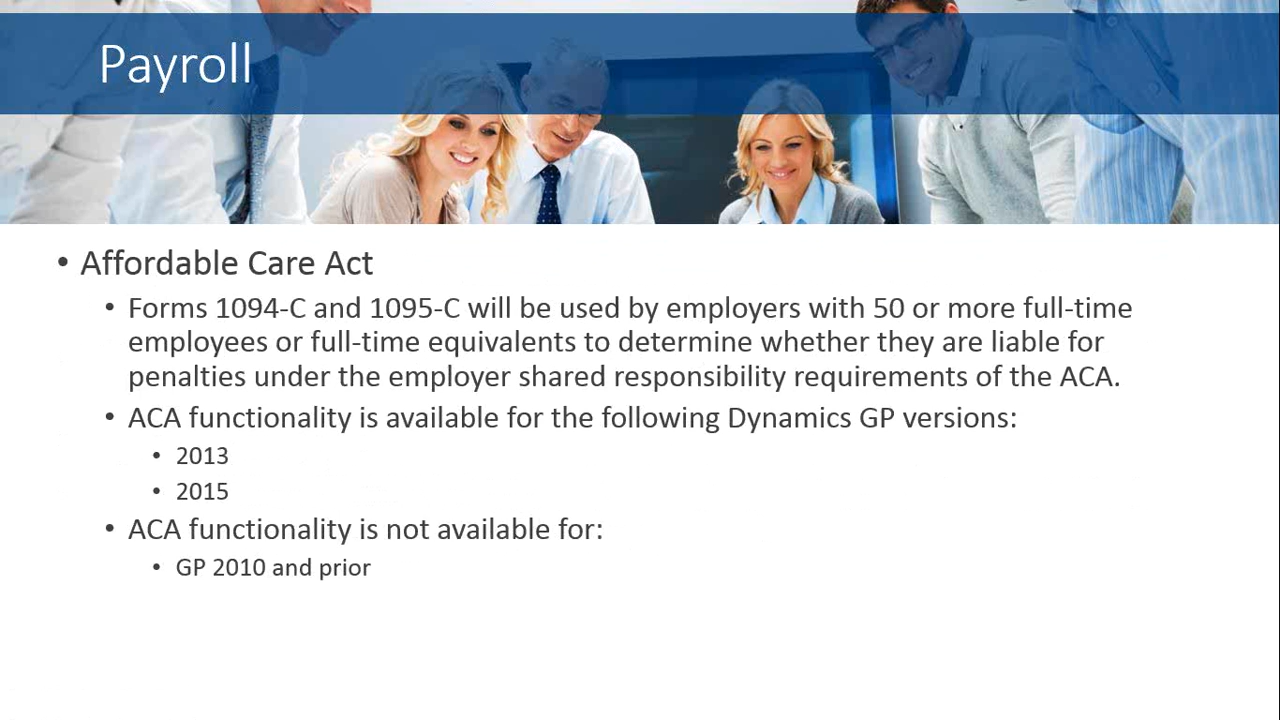 Payroll
• Affordable Care Act
• Forms 1094-C and 1095-C will be used by employers with 50 or more full-time
employees or full-time equivalents to determine whether they are liable for
penalties under the employer shared responsibility requirements of the ACA.
• ACA functionality is available for the following Dynamics GP versions:
• 2013
• 2015
• ACA functionality is not available for:
• GP 2010 and prior